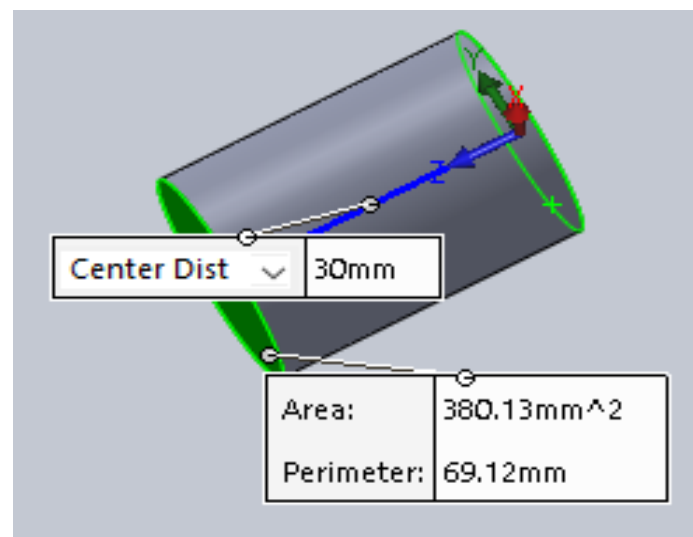 Y
X
Z
Center Dist 30mm
Area: 380.13mm^2
Perimeter: 69.12mm